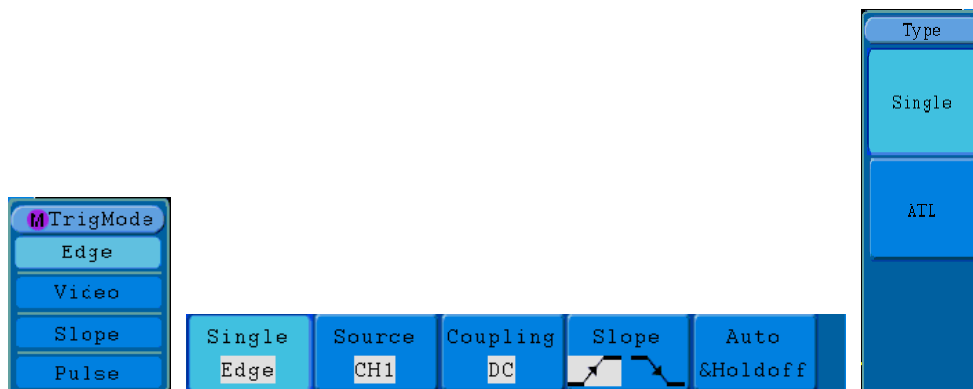 M TrigMode
Edge
Video
Slope
Pulse
Single Source Coupling Slope Auto
Edge CH1 DC &Holdoff
Type
Single
ATL